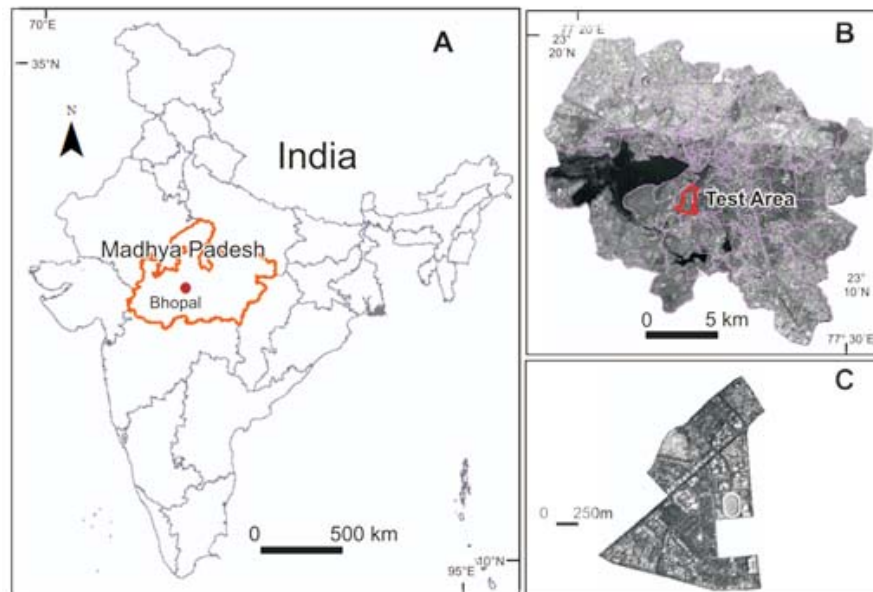 70°E
35°N
A
N
India
Madhya Padesh
Bhopal
0 500 km
10°N
95°E
B
77° 20'E
23°
20'N
Test Area
23°
10'N
0 5 km
77° 30'E
C
0 250m